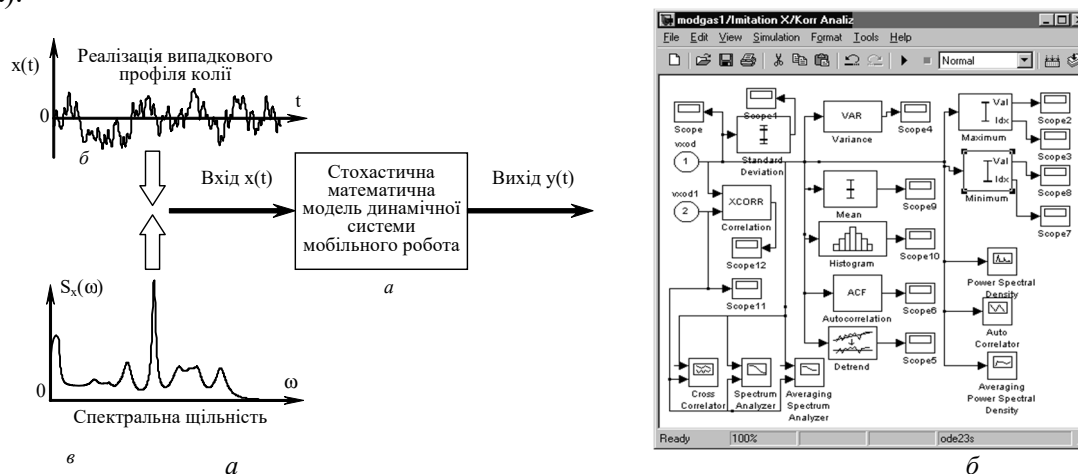 Реалізація випадкового
профіля колії
x(t)
0
t
б
Вхід x(t)
Стохастична
математична
модель динамічної
системи
мобільного робота
Вихід y(t)
а
Sx(ω)
0
ω
Спектральна щільність
в
а
modgas1/Imitation X/Korr Analiz
File Edit View Simulation Format Tools Help
Normal
Scope
Scope1
vxod
1
Standard
Deviation
VAR
Variance
Scope4
Val
Idx
Maximum
Scope2
Scope3
Val
Idx
Minimum
Scope8
Scope7
vxod1
2
XCORR
Correlation
Scope12
Scope11
Mean
Scope9
Histogram
Scope10
ACF
Autocorrelation
Scope6
Detrend
Scope5
Power Spectral
Density
Auto
Correlator
Averaging
Power Spectral
Density
Cross
Correlator
Spectrum
Analyzer
Averaging
Spectrum
Analyzer
Ready 100% ode23s
б